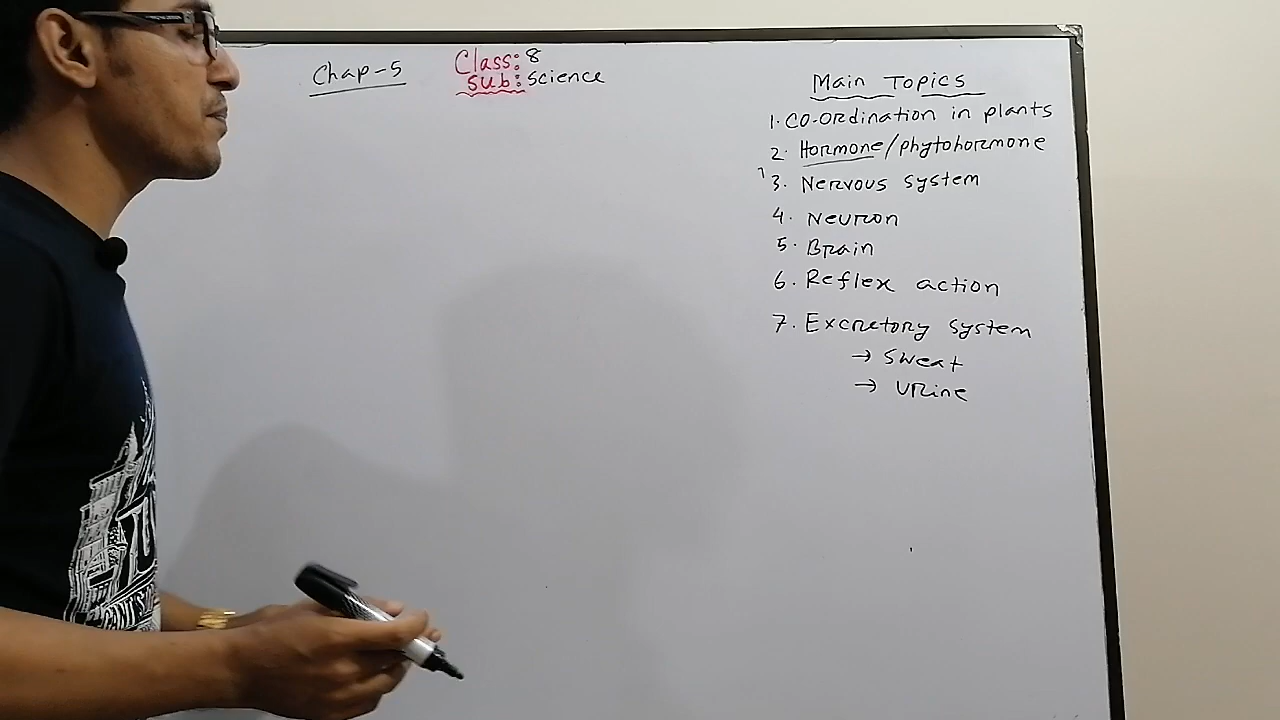 Chap-5
Class: 8
Sub: Science
Main Topics
1. Co-ordination in plants
2. Hormone/phytohormone
3. Nervous system
4. Neuron
5. Brain
6. Reflex action
7. Excretory system
→ Sweat
→ Urine